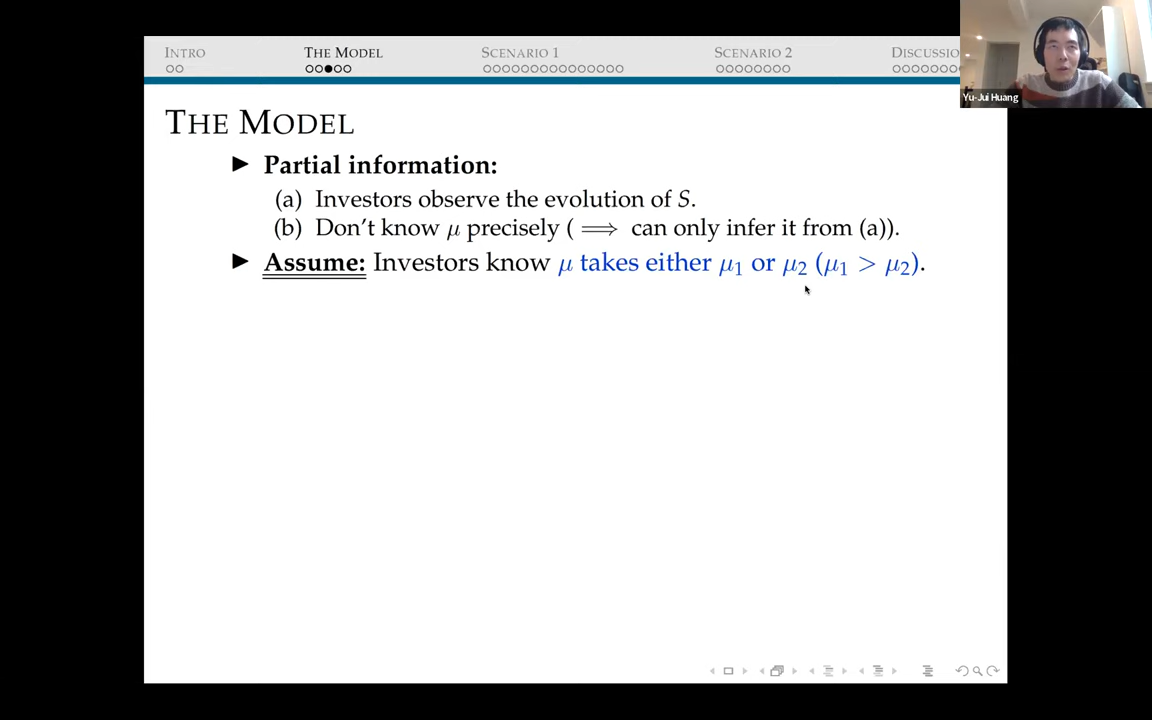 INTRO THE MODEL SCENARIO 1 SCENARIO 2 DISCUSSIO
THE MODEL
▶ Partial information:
(a) Investors observe the evolution of S.
(b) Don't know μ precisely ( ⟹ can only infer it from (a)).
▶ Assume: Investors know μ takes either μ₁ or μ₂ (μ₁ > μ₂).
Yu-Jui Huang